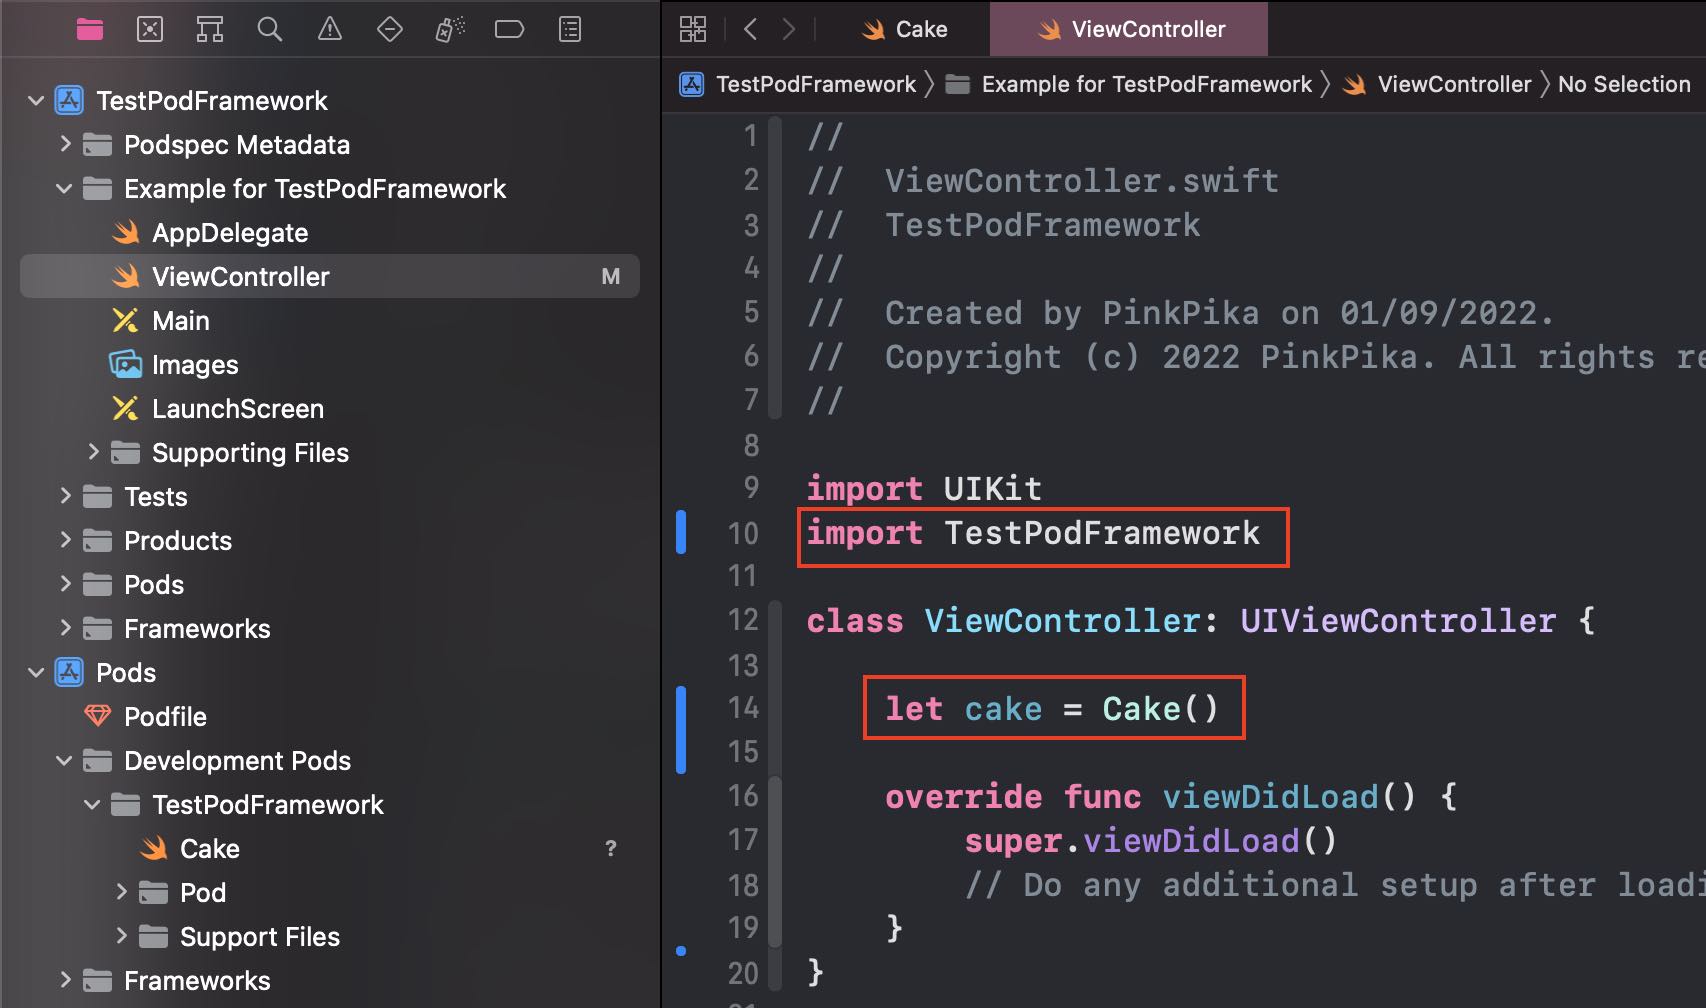 TestPodFramework
Podspec Metadata
Example for TestPodFramework
AppDelegate
ViewController M
Main
Images
LaunchScreen
Supporting Files
Tests
Products
Pods
Frameworks
Pods
Podfile
Development Pods
TestPodFramework
Cake ?
Pod
Support Files
Frameworks
Cake ViewController
TestPodFramework Example for TestPodFramework ViewController No Selection
1 //
2 //  ViewController.swift
3 //  TestPodFramework
4 //
5 //  Created by PinkPika on 01/09/2022.
6 //  Copyright (c) 2022 PinkPika. All rights re
7 //
8
9 import UIKit
10 import TestPodFramework
11
12 class ViewController: UIViewController {
13
14     let cake = Cake()
15
16     override func viewDidLoad() {
17         super.viewDidLoad()
18         // Do any additional setup after loadi
19     }
20 }